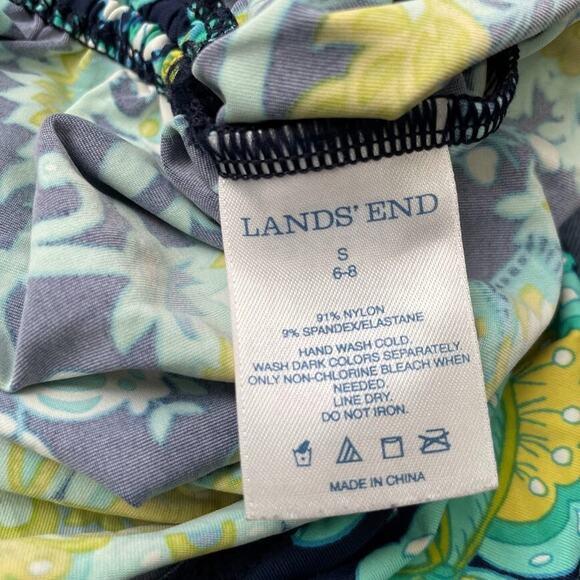 LANDS' END
S
6-8
91% NYLON
9% SPANDEX/ELASTANE
HAND WASH COLD.
WASH DARK COLORS SEPARATELY
ONLY NON-CHLORINE BLEACH WHEN
NEEDED.
LINE DRY.
DO NOT IRON.
MADE IN CHINA